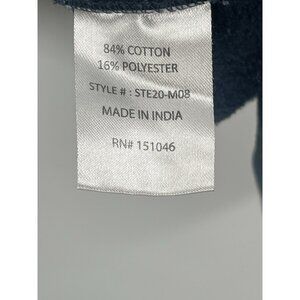 84% COTTON
16% POLYESTER
STYLE # : STE20-M08
MADE IN INDIA
RN# 151046